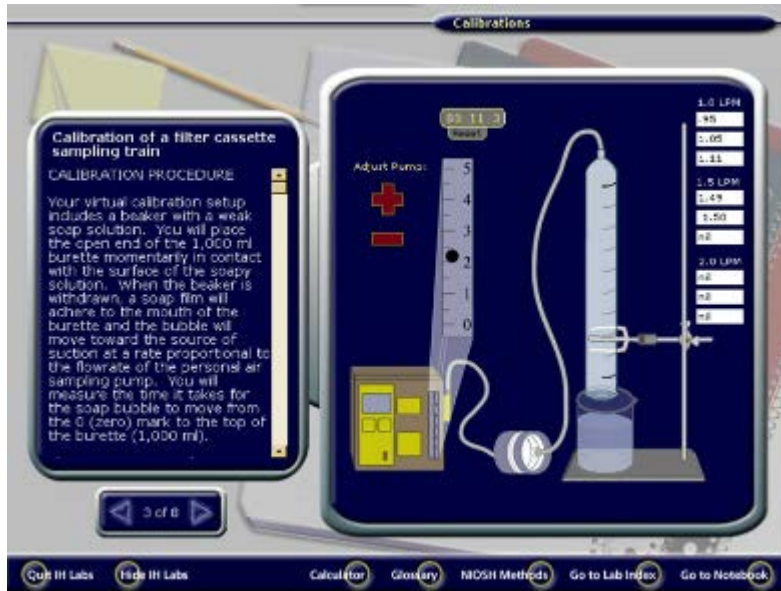 Calibrations
Calibration of a filter cassette
sampling train
CALIBRATION PROCEDURE
Your virtual calibration setup
includes a beaker with a weak
soap solution. You will place
the open end of the 1,000 ml
burette momentarily in contact
with the surface of the soapy
solution. When the beaker is
withdrawn, a soap film will
adhere to the mouth of the
burette and the bubble will
move toward the source of
suction at a rate proportional to
the flowrate of the personal air
sampling pump. You will
measure the time it takes for
the soap bubble to move from
the 0 (zero) mark to the top of
the burette (1,000 ml).
3 of 8
03 11 3
Reset
Adjust Pump:
5
4
3
2
1
0
1.0 LPM
.95
1.05
1.11
1.5 LPM
1.49
1.50
ml
2.0 LPM
ml
ml
ml
Quit IH Labs
Hide IH Labs
Calculator
Glossary
NIOSH Methods
Go to Lab Index
Go to Notebook